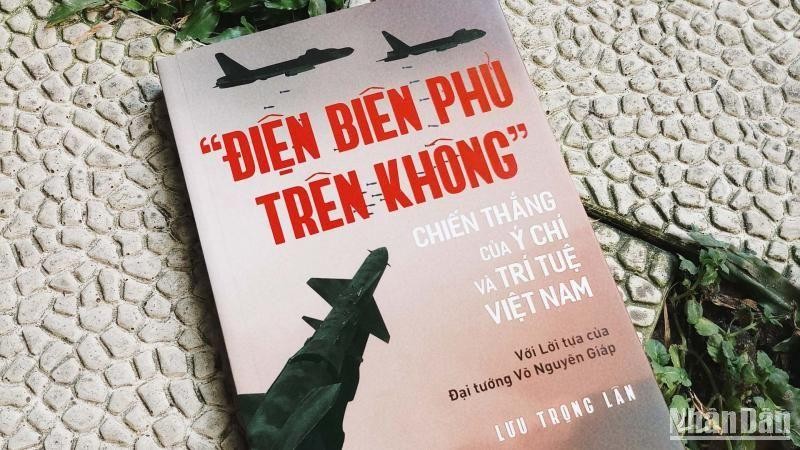 “ĐIỆN BIÊN PHỦ
TRÊN KHÔNG”
CHIẾN THẮNG
CỦA Ý CHÍ
VÀ TRÍ TUỆ
VIỆT NAM
Với Lời tựa của
Đại tướng Võ Nguyên Giáp
LƯU TRỌNG LÂN
NhânDân